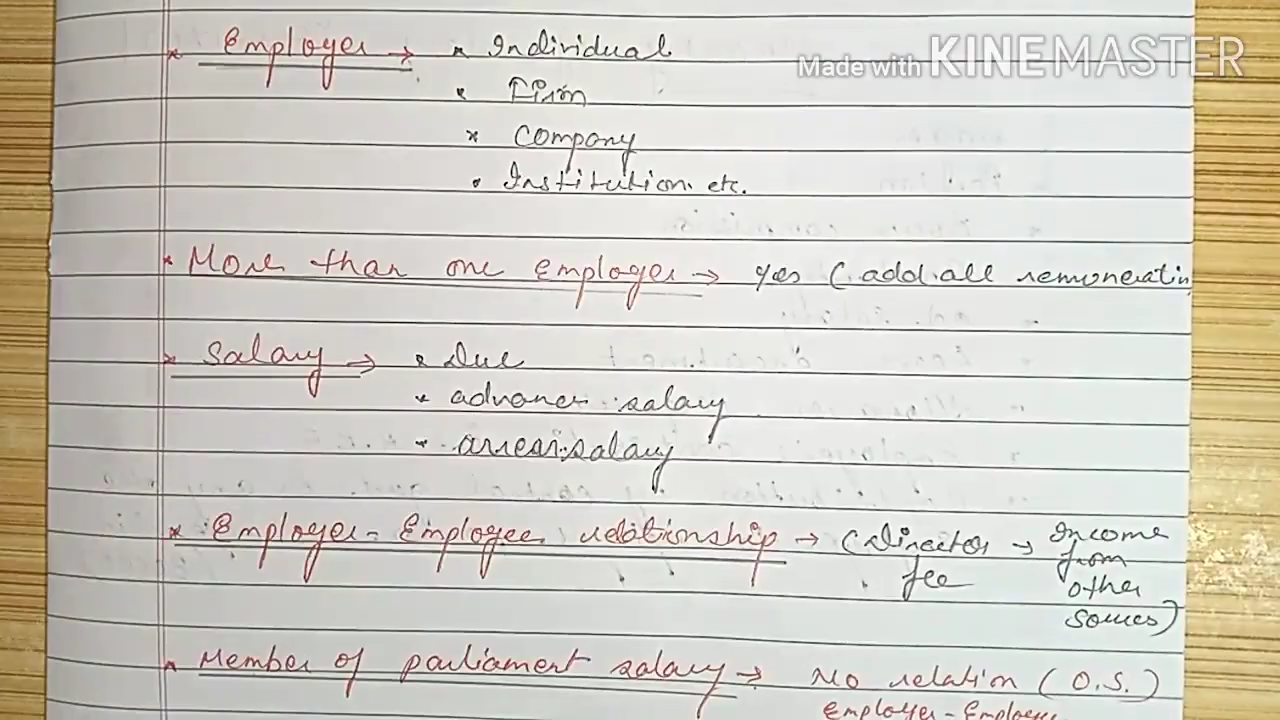 Made with KINEMASTER
* Employer → * Individual
• Firm
* Company
• Institution. etc.
* More than one employer → yes (add all remuneratin
* Salary → • Due
* advance salary
* arrear salary
* Employer - Employee relationship → (director fee → Income from other sources)
* Member of parliament salary → No relation (O.S.)
Employer - Employee